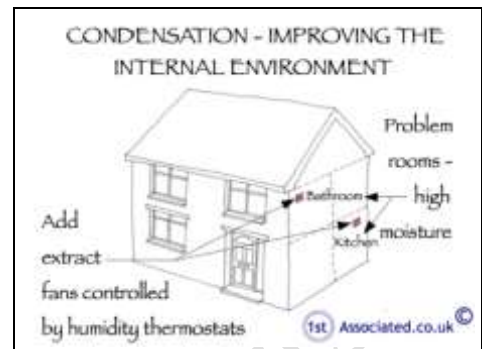 CONDENSATION - IMPROVING THE
INTERNAL ENVIRONMENT
Problem
rooms -
high
moisture
Bathroom
Kitchen
Add
extract
fans controlled
by humidity thermostats
1st Associated.co.uk ©